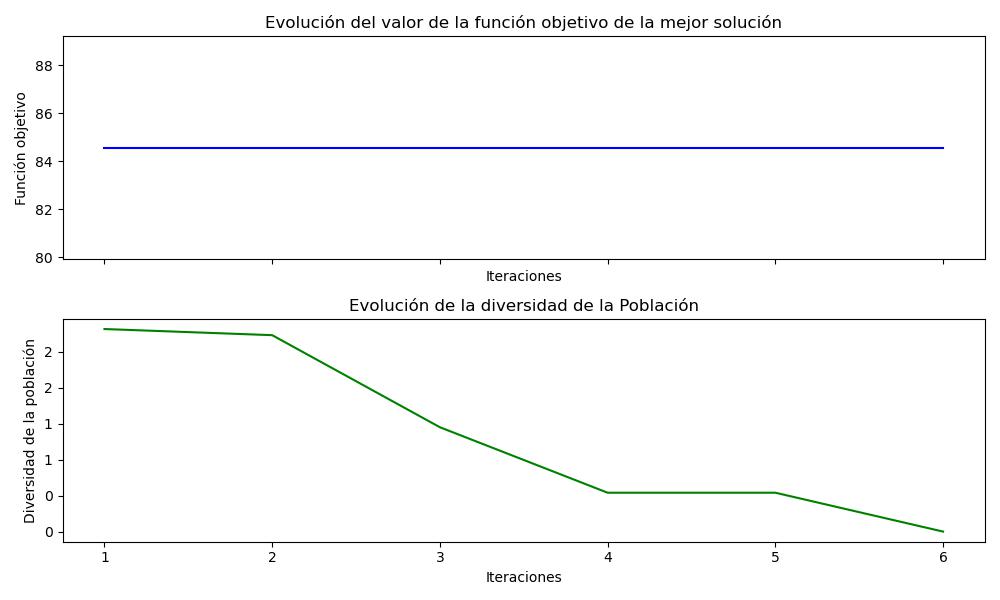 Evolución del valor de la función objetivo de la mejor solución
88
86
84
82
80
Función objetivo
Iteraciones
Evolución de la diversidad de la Población
2
2
1
1
0
0
Diversidad de la población
1 2 3 4 5 6
Iteraciones